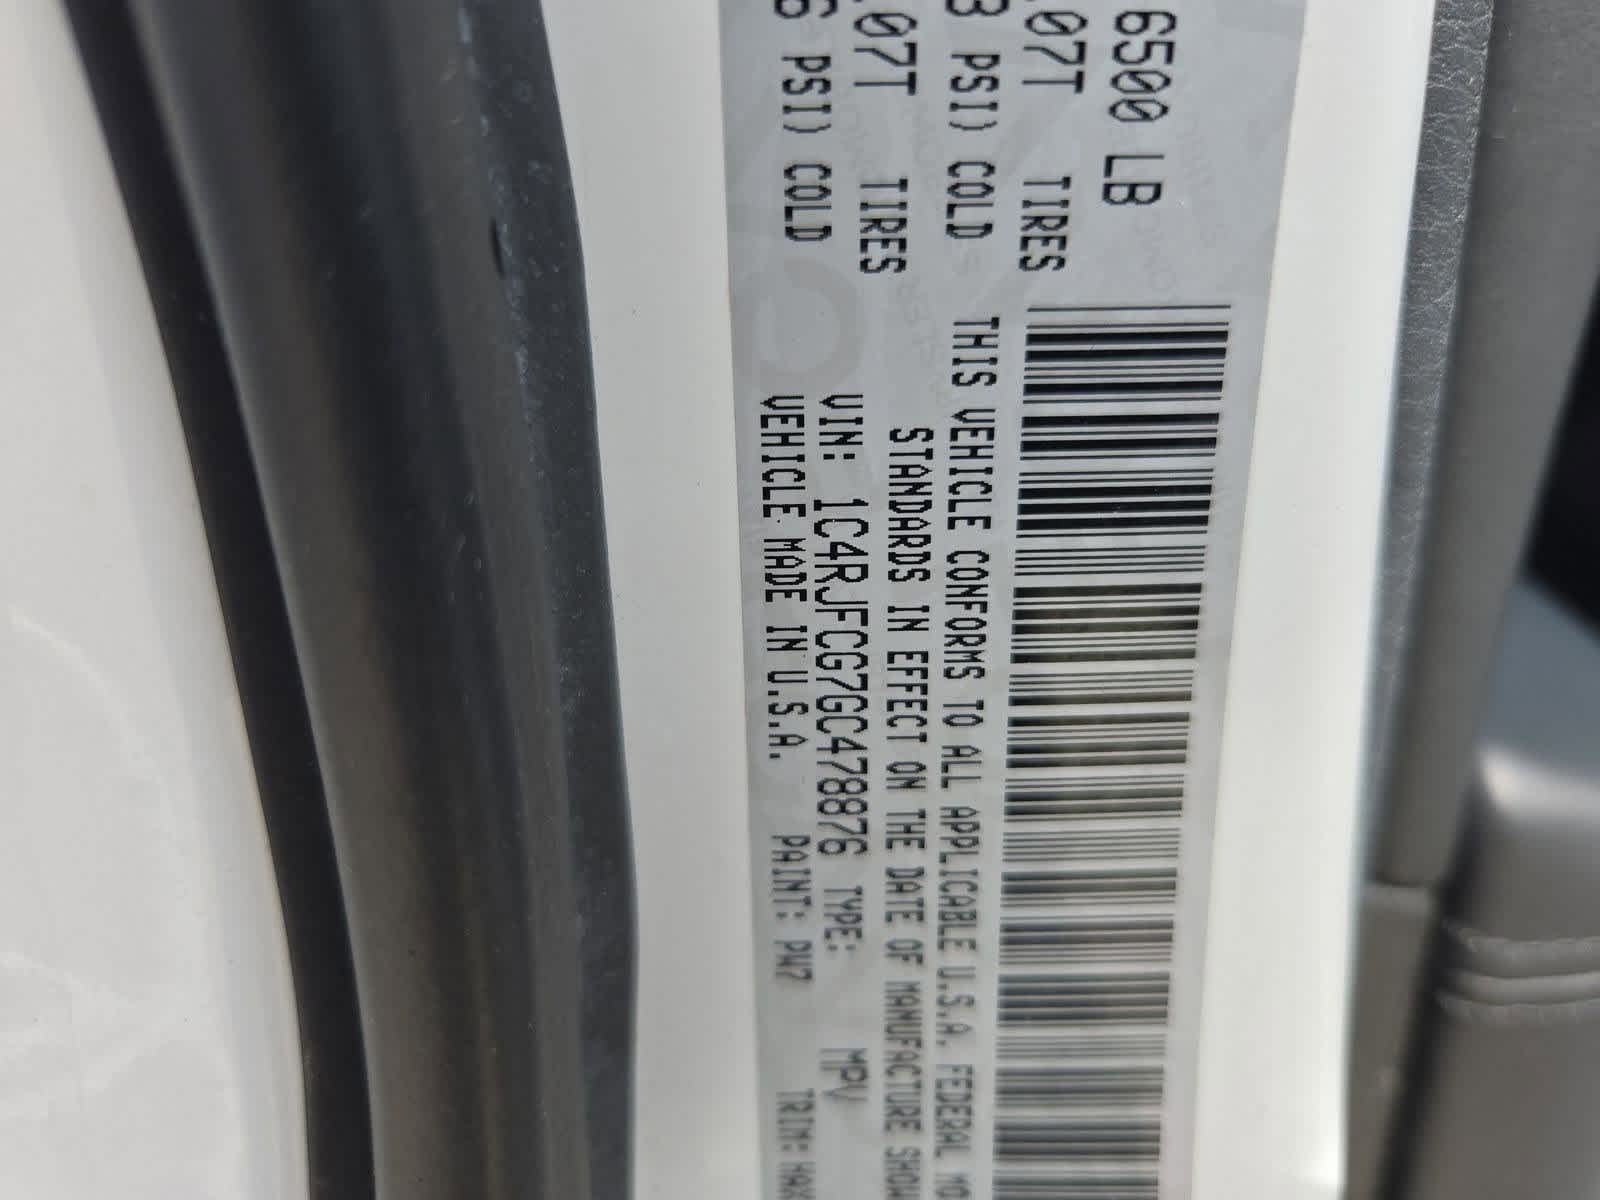 6500 LB
.07T TIRES
3 PSI) COLD
.07T TIRES
6 PSI) COLD
THIS VEHICLE CONFORMS TO ALL APPLICABLE U.S.A. FEDERAL MO
STANDARDS IN EFFECT ON THE DATE OF MANUFACTURE SHOW
VIN: 1C4RJFCG7GC478876 TYPE: MPV
VEHICLE MADE IN U.S.A. PAINT: PW7 TRIM: